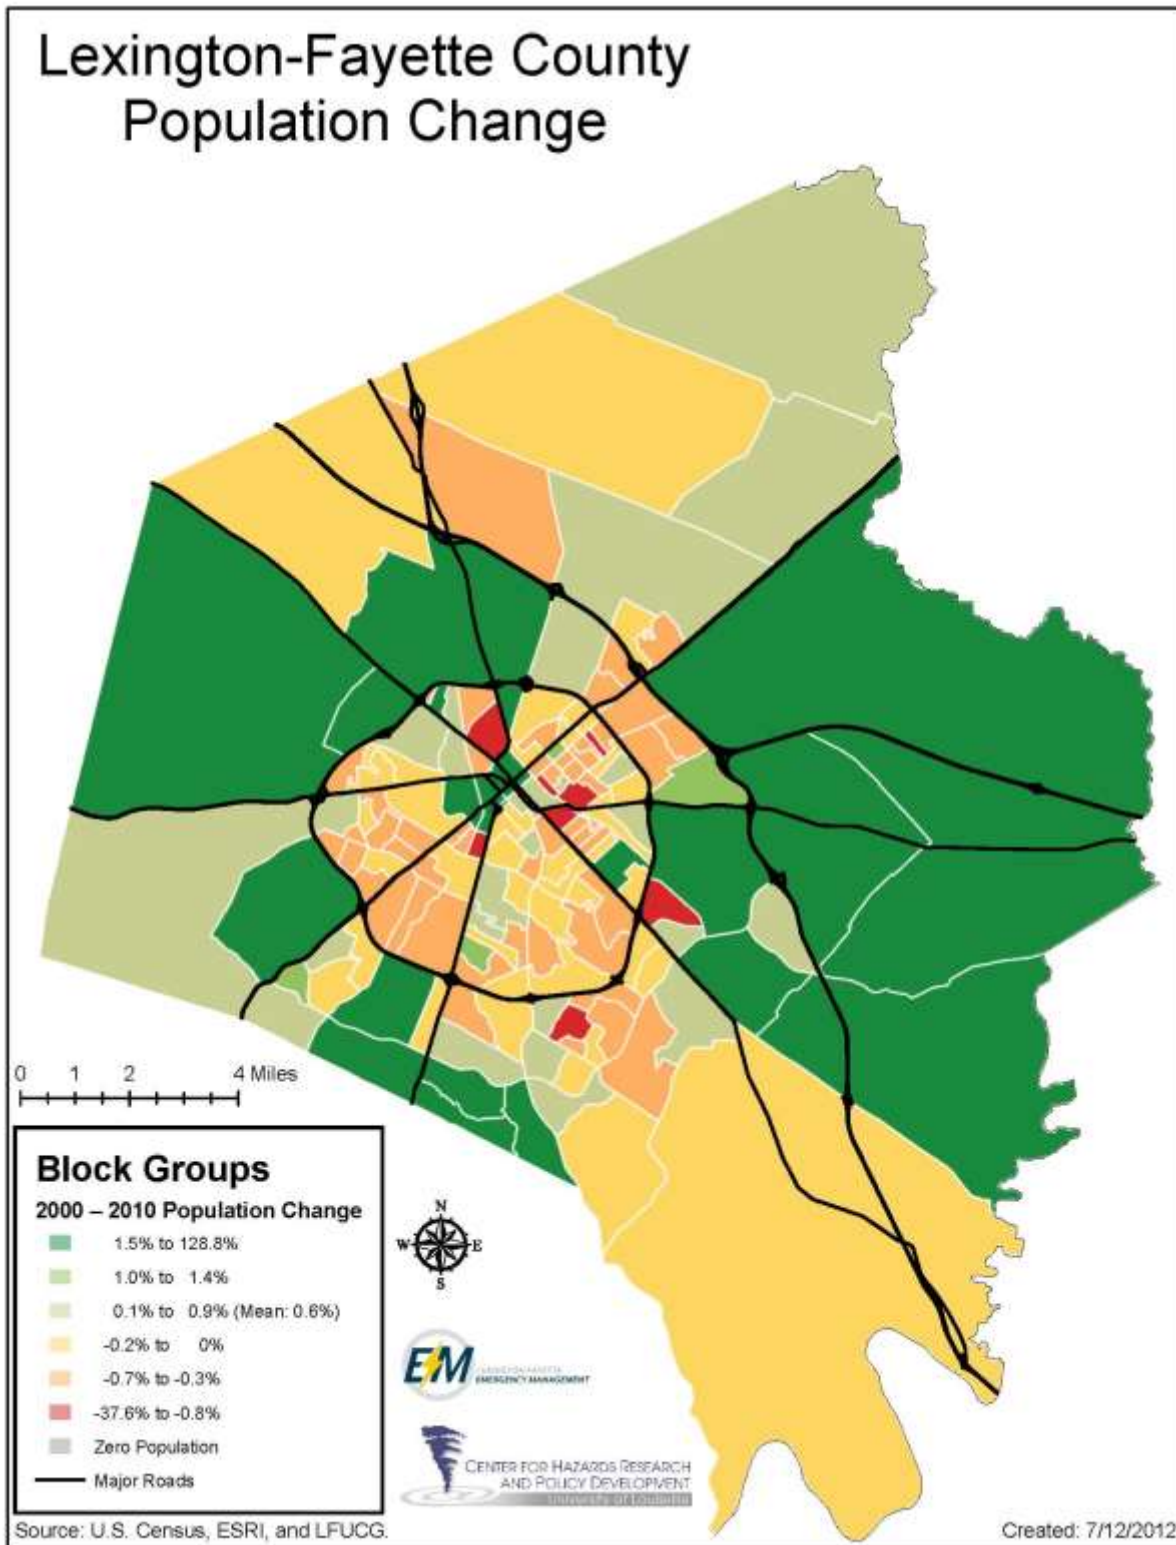 Lexington-Fayette County
Population Change
0 1 2 4 Miles
Block Groups
2000 – 2010 Population Change
1.5% to 128.8%
1.0% to 1.4%
0.1% to 0.9% (Mean: 0.6%)
-0.2% to 0%
-0.7% to -0.3%
-37.6% to -0.8%
Zero Population
Major Roads
N
W E
S
EM
EMERGENCY MANAGEMENT
CENTER FOR HAZARDS RESEARCH
AND POLICY DEVELOPMENT
University of Louisville
Source: U.S. Census, ESRI, and LFUCG.
Created: 7/12/2012